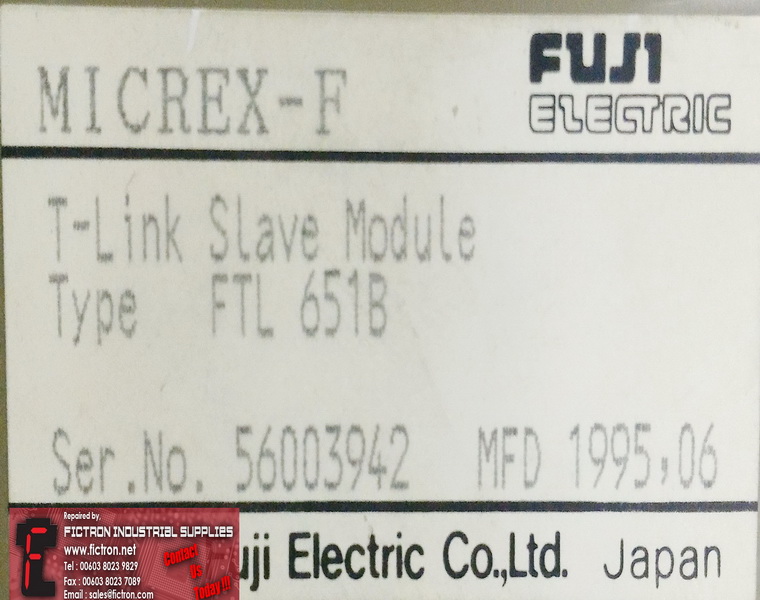 MICREX-F
FUJI
ELECTRIC
T-Link Slave Module
Type FTL 651B
Ser.No. 56003942 MFD 1995,06
uji Electric Co.,Ltd. Japan
Repaired by,
FICTRON INDUSTRIAL SUPPLIES
www.fictron.net
Tel : 00603 8023 9829
Fax : 00603 8023 7089
Email : sales@fictron.com
Contact
Us
Today!!!